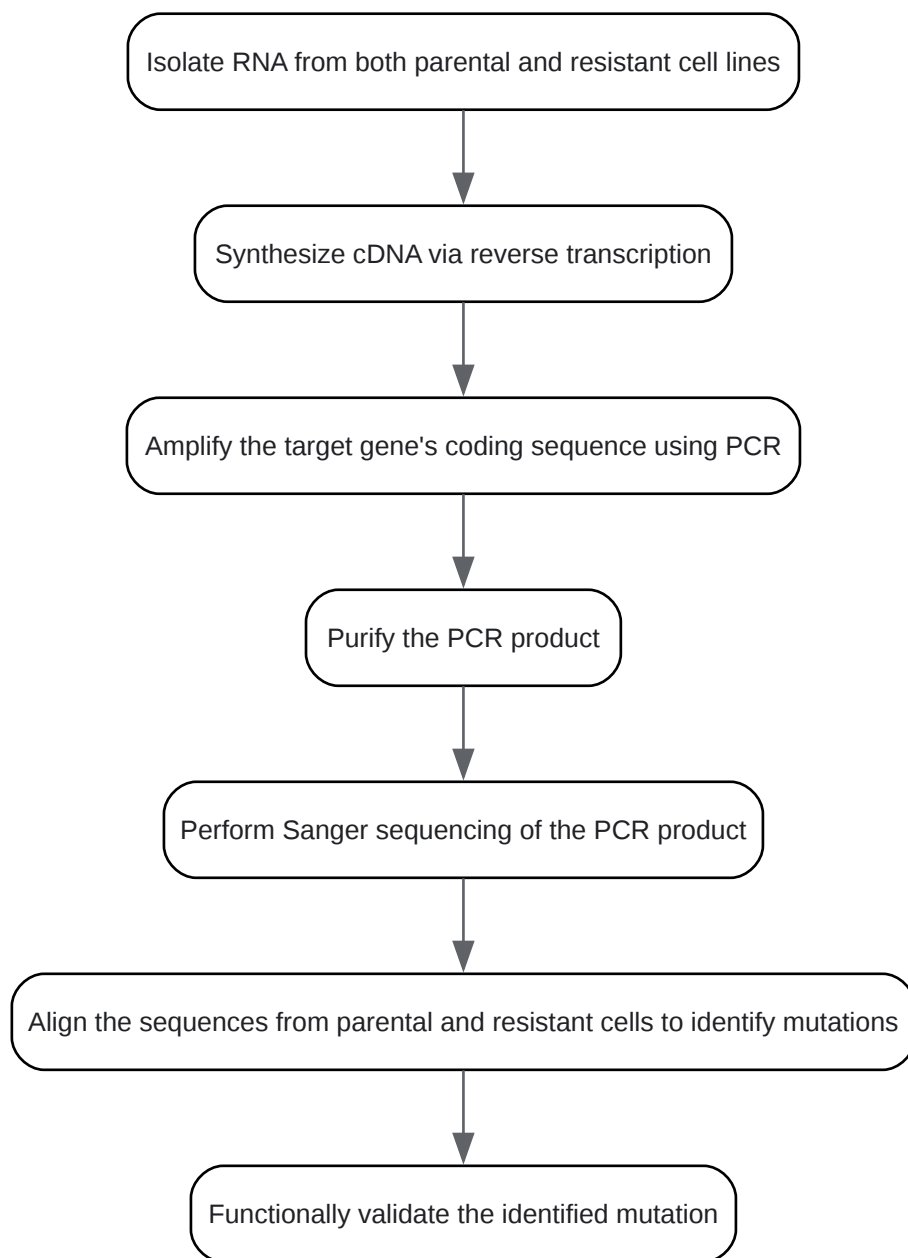 Isolate RNA from both parental and resistant cell lines
Synthesize cDNA via reverse transcription
Amplify the target gene's coding sequence using PCR
Purify the PCR product
Perform Sanger sequencing of the PCR product
Align the sequences from parental and resistant cells to identify mutations
Functionally validate the identified mutation